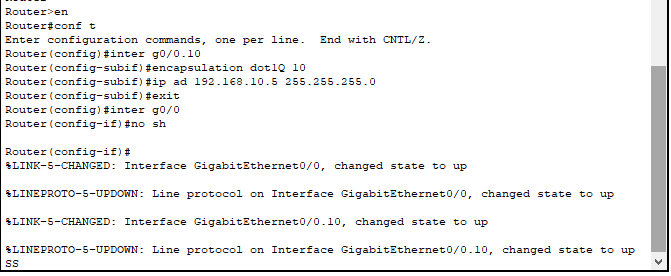 Router>en
Router#conf t
Enter configuration commands, one per line.  End with CNTL/Z.
Router(config)#inter g0/0.10
Router(config-subif)#encapsulation dot1Q 10
Router(config-subif)#ip ad 192.168.10.5 255.255.255.0
Router(config-subif)#exit
Router(config)#inter g0/0
Router(config-if)#no sh
Router(config-if)#
%LINK-5-CHANGED: Interface GigabitEthernet0/0, changed state to up
%LINEPROTO-5-UPDOWN: Line protocol on Interface GigabitEthernet0/0, changed state to up
%LINK-5-CHANGED: Interface GigabitEthernet0/0.10, changed state to up
%LINEPROTO-5-UPDOWN: Line protocol on Interface GigabitEthernet0/0.10, changed state to up
ss